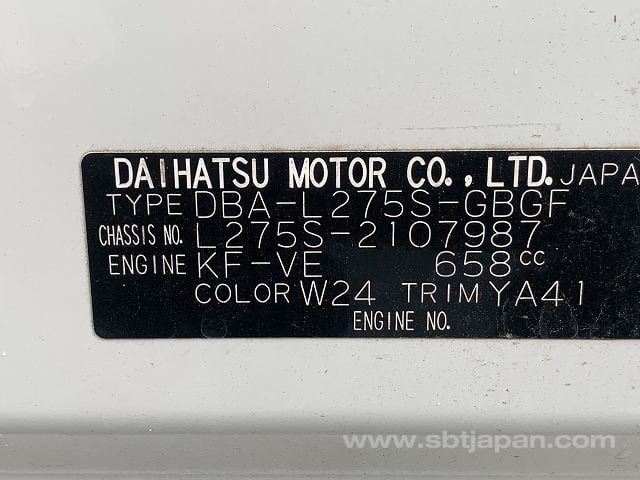 DAIHATSU MOTOR CO., LTD. JAPA
TYPE DBA-L275S-GBGF
CHASSIS NO. L275S-2107987
ENGINE KF-VE 658cc
COLOR W24 TRIM YA41
ENGINE NO.
www.sbtjapan.com